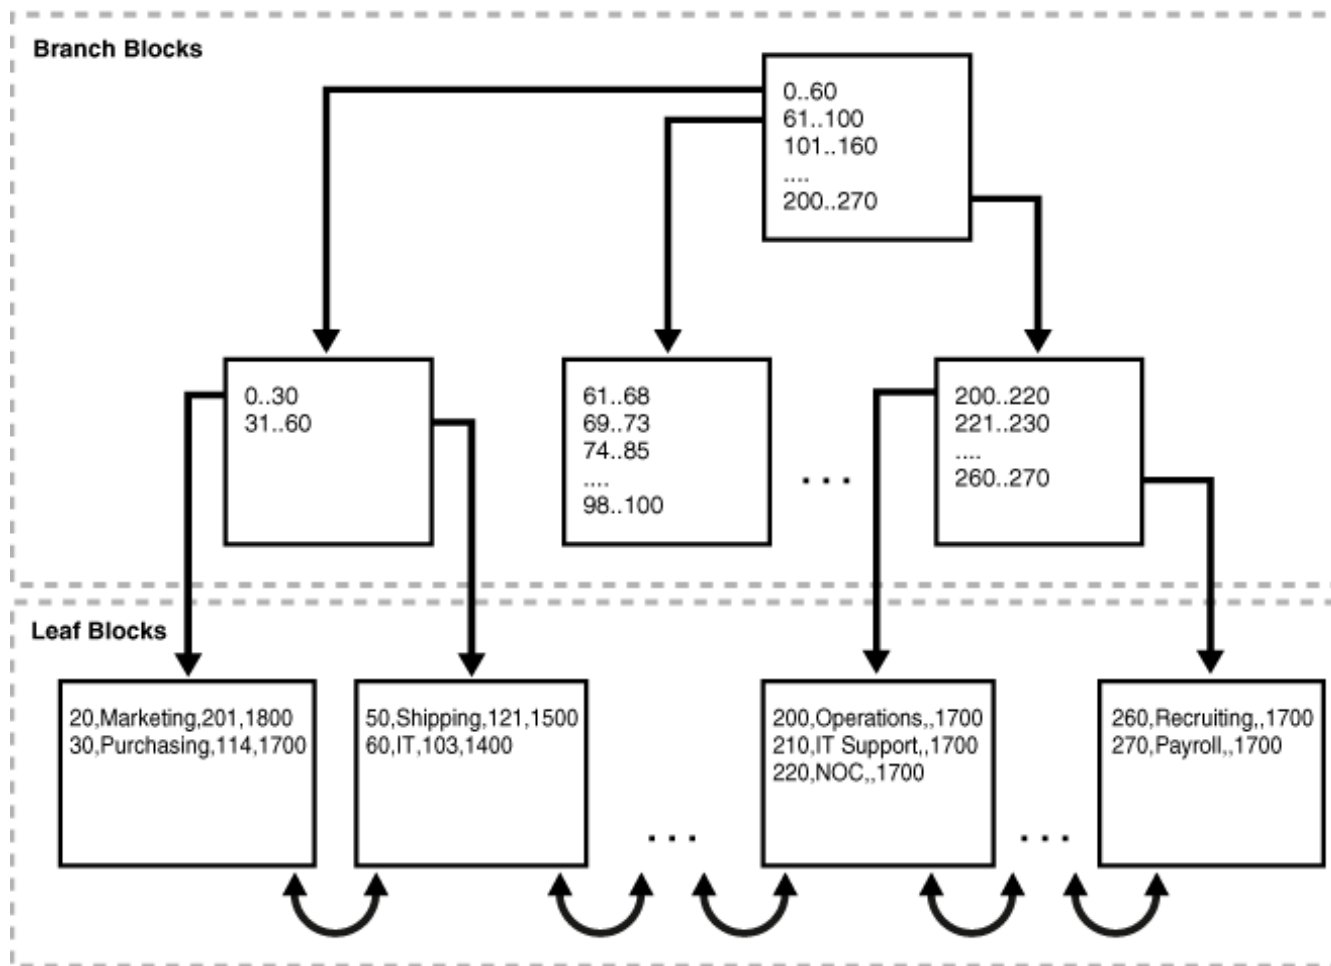 Branch Blocks
0..60
61..100
101..160
....
200..270
0..30
31..60
61..68
69..73
74..85
....
98..100
...
200..220
221..230
....
260..270
Leaf Blocks
20,Marketing,201,1800
30,Purchasing,114,1700
50,Shipping,121,1500
60,IT,103,1400
...
200,Operations,,1700
210,IT Support,,1700
220,NOC,,1700
...
260,Recruiting,,1700
270,Payroll,,1700